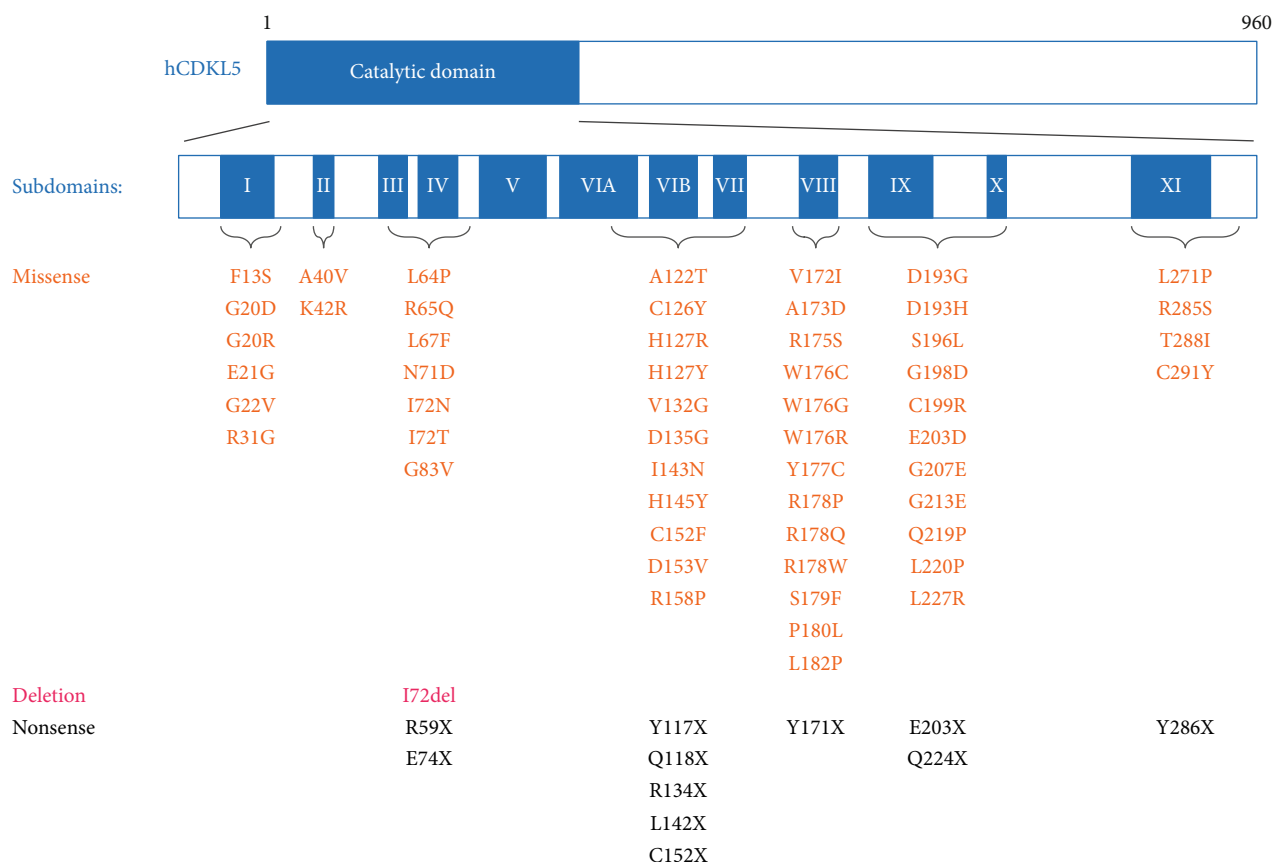 1 960
hCDKL5 Catalytic domain
Subdomains: I II III IV V VIA VIB VII VIII IX X XI
Missense F13S A40V L64P A122T V172I D193G L271P
G20D K42R R65Q C126Y A173D D193H R285S
G20R L67F H127R R175S S196L T288I
E21G N71D H127Y W176C G198D C291Y
G22V I72N V132G W176G C199R
R31G I72T D135G W176R E203D
G83V I143N Y177C G207E
H145Y R178P G213E
C152F R178Q Q219P
D153V R178W L220P
R158P S179F L227R
P180L
L182P
Deletion I72del
Nonsense R59X Y117X Y171X E203X Y286X
E74X Q118X Q224X
R134X
L142X
C152X